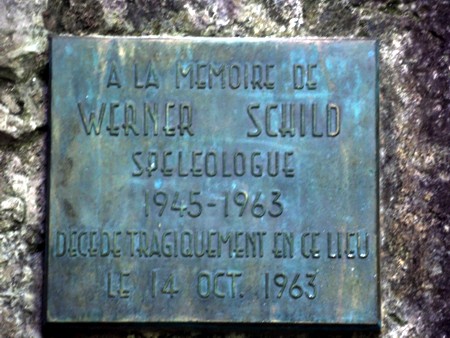 A LA MEMOIRE DE
WERNER SCHILD
SPELEOLOGUE
1945-1963
DECEDE TRAGIQUEMENT EN CE LIEU
LE 14 OCT. 1963